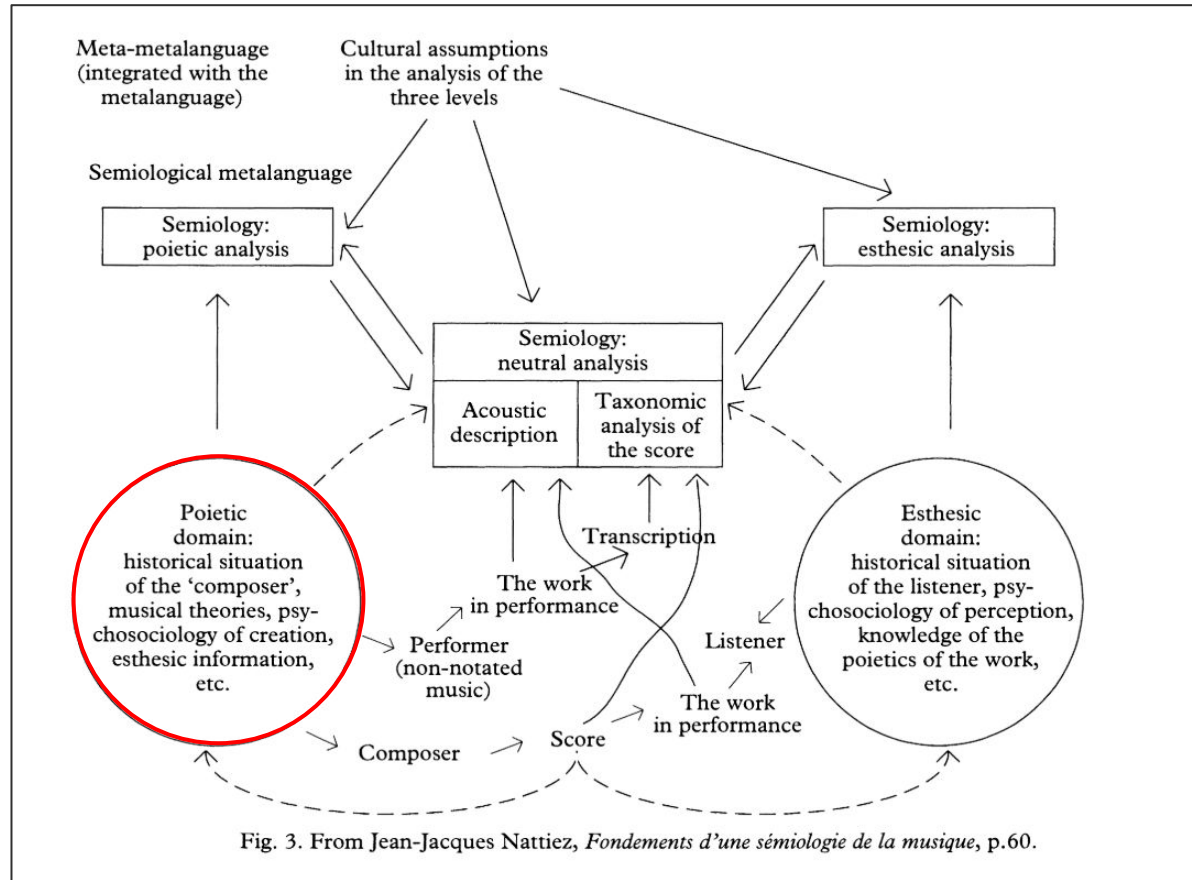 Meta-metalanguage
(integrated with the
metalanguage)
Cultural assumptions
in the analysis of the
three levels
Semiological metalanguage
Semiology:
poietic analysis
Semiology:
esthesic analysis
Semiology:
neutral analysis
Acoustic
description
Taxonomic
analysis of
the score
Poietic
domain:
historical situation
of the ‘composer’,
musical theories, psy-
chosociology of creation,
esthesic information,
etc.
Transcription
The work
in performance
Performer
(non-notated
music)
Listener
The work
in performance
Composer
Score
Esthesic
domain:
historical situation
of the listener, psy-
chosociology of perception,
knowledge of the
poietics of the work,
etc.
Fig. 3. From Jean-Jacques Nattiez, Fondements d’une sémiologie de la musique, p.60.